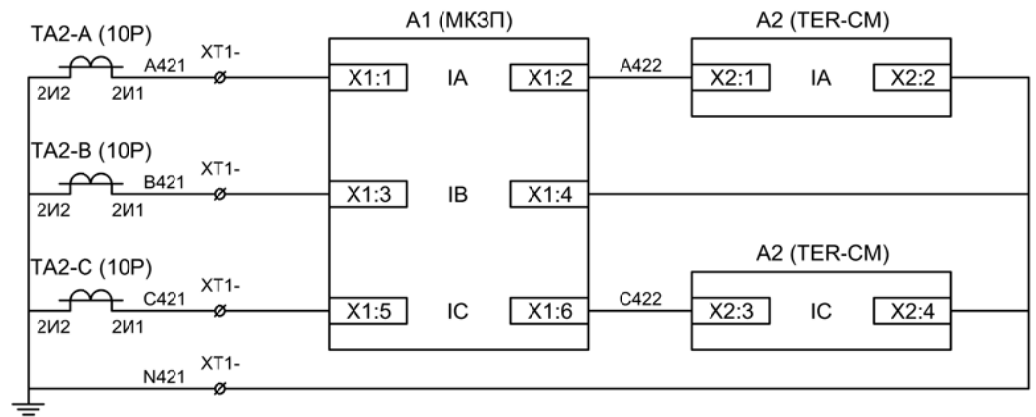 A1 (МКЗП)
A2 (TER-CM)
TA2-A (10P)
A421
XT1-
2И2
2И1
X1:1
IA
X1:2
A422
X2:1
IA
X2:2
TA2-B (10P)
B421
XT1-
2И2
2И1
X1:3
IB
X1:4
A2 (TER-CM)
TA2-C (10P)
C421
XT1-
2И2
2И1
X1:5
IC
X1:6
C422
X2:3
IC
X2:4
N421
XT1-